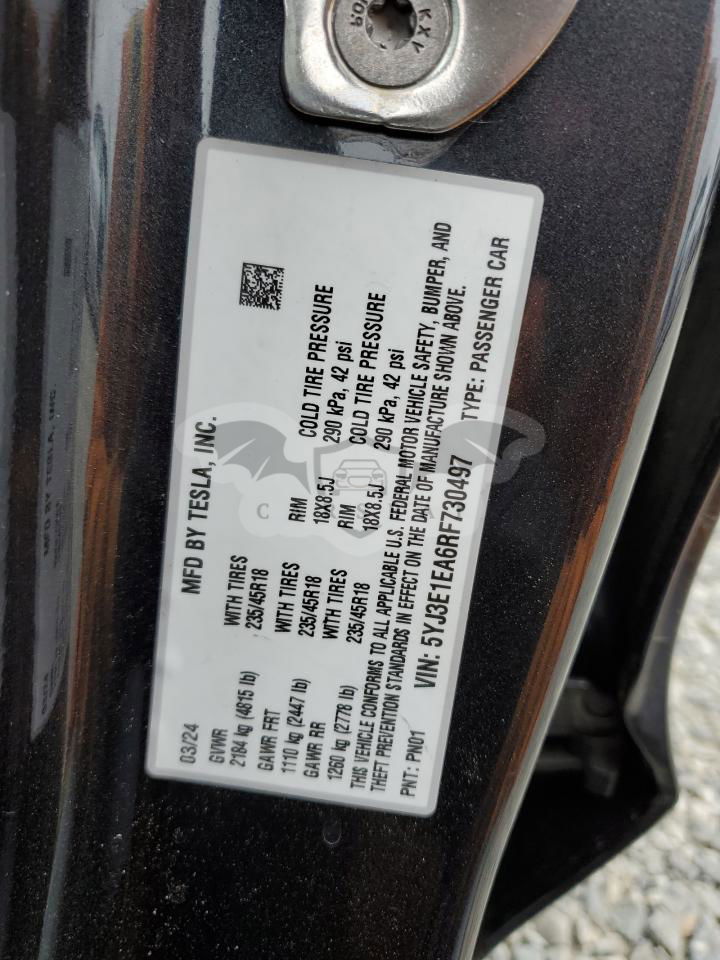 KXV
MFD BY TESLA, INC.
03/24
GVWR
2184 kg (4815 lb)
GAWR FRT
1110 kg (2447 lb)
GAWR RR
1260 kg (2778 lb)
WITH TIRES
235/45R18
WITH TIRES
235/45R18
WITH TIRES
235/45R18
RIM
18X8.5J
RIM
18X8.5J
COLD TIRE PRESSURE
290 kPa, 42 psi
COLD TIRE PRESSURE
290 kPa, 42 psi
THIS VEHICLE CONFORMS TO ALL APPLICABLE U.S. FEDERAL MOTOR VEHICLE SAFETY, BUMPER, AND
THEFT PREVENTION STANDARDS IN EFFECT ON THE DATE OF MANUFACTURE SHOWN ABOVE.
PNT: PN01 VIN: 5YJ3E1EA6RF730497 TYPE: PASSENGER CAR